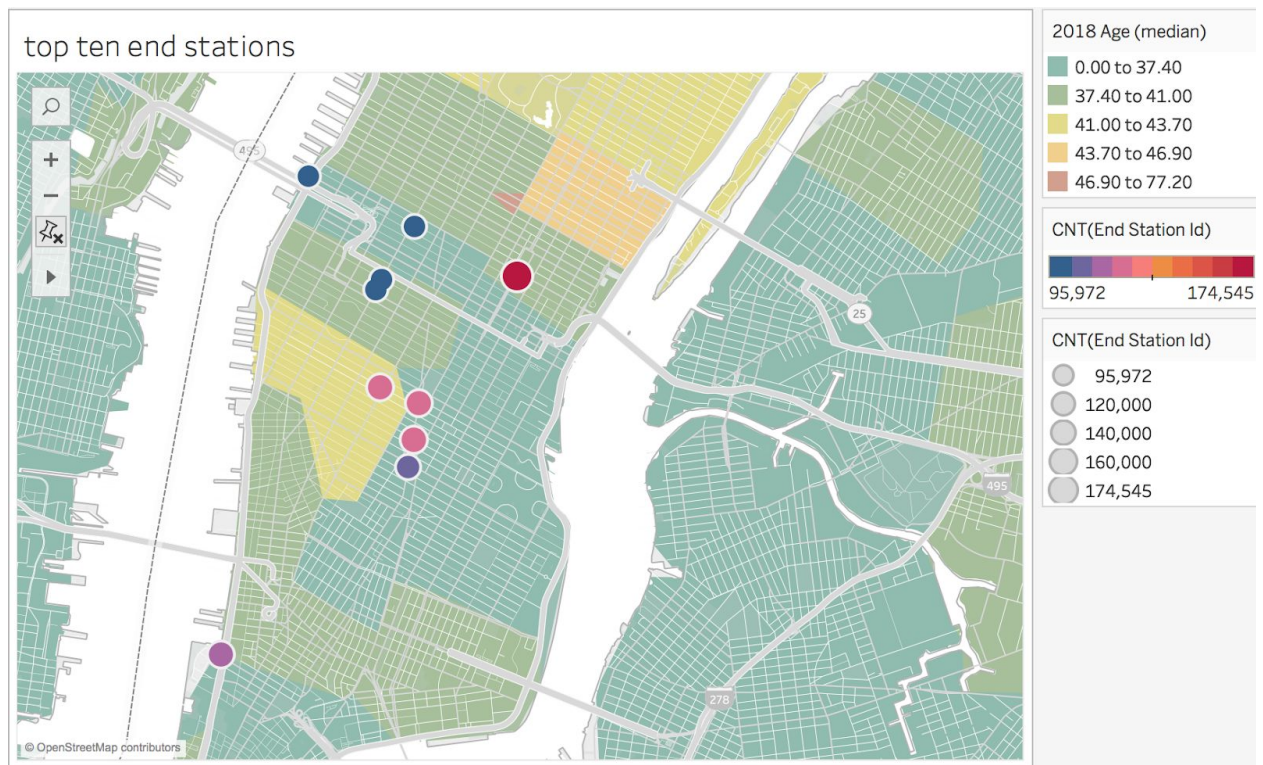 top ten end stations
495
25
495
278
© OpenStreetMap contributors
2018 Age (median)
0.00 to 37.40
37.40 to 41.00
41.00 to 43.70
43.70 to 46.90
46.90 to 77.20
CNT(End Station Id)
95,972 174,545
CNT(End Station Id)
95,972
120,000
140,000
160,000
174,545